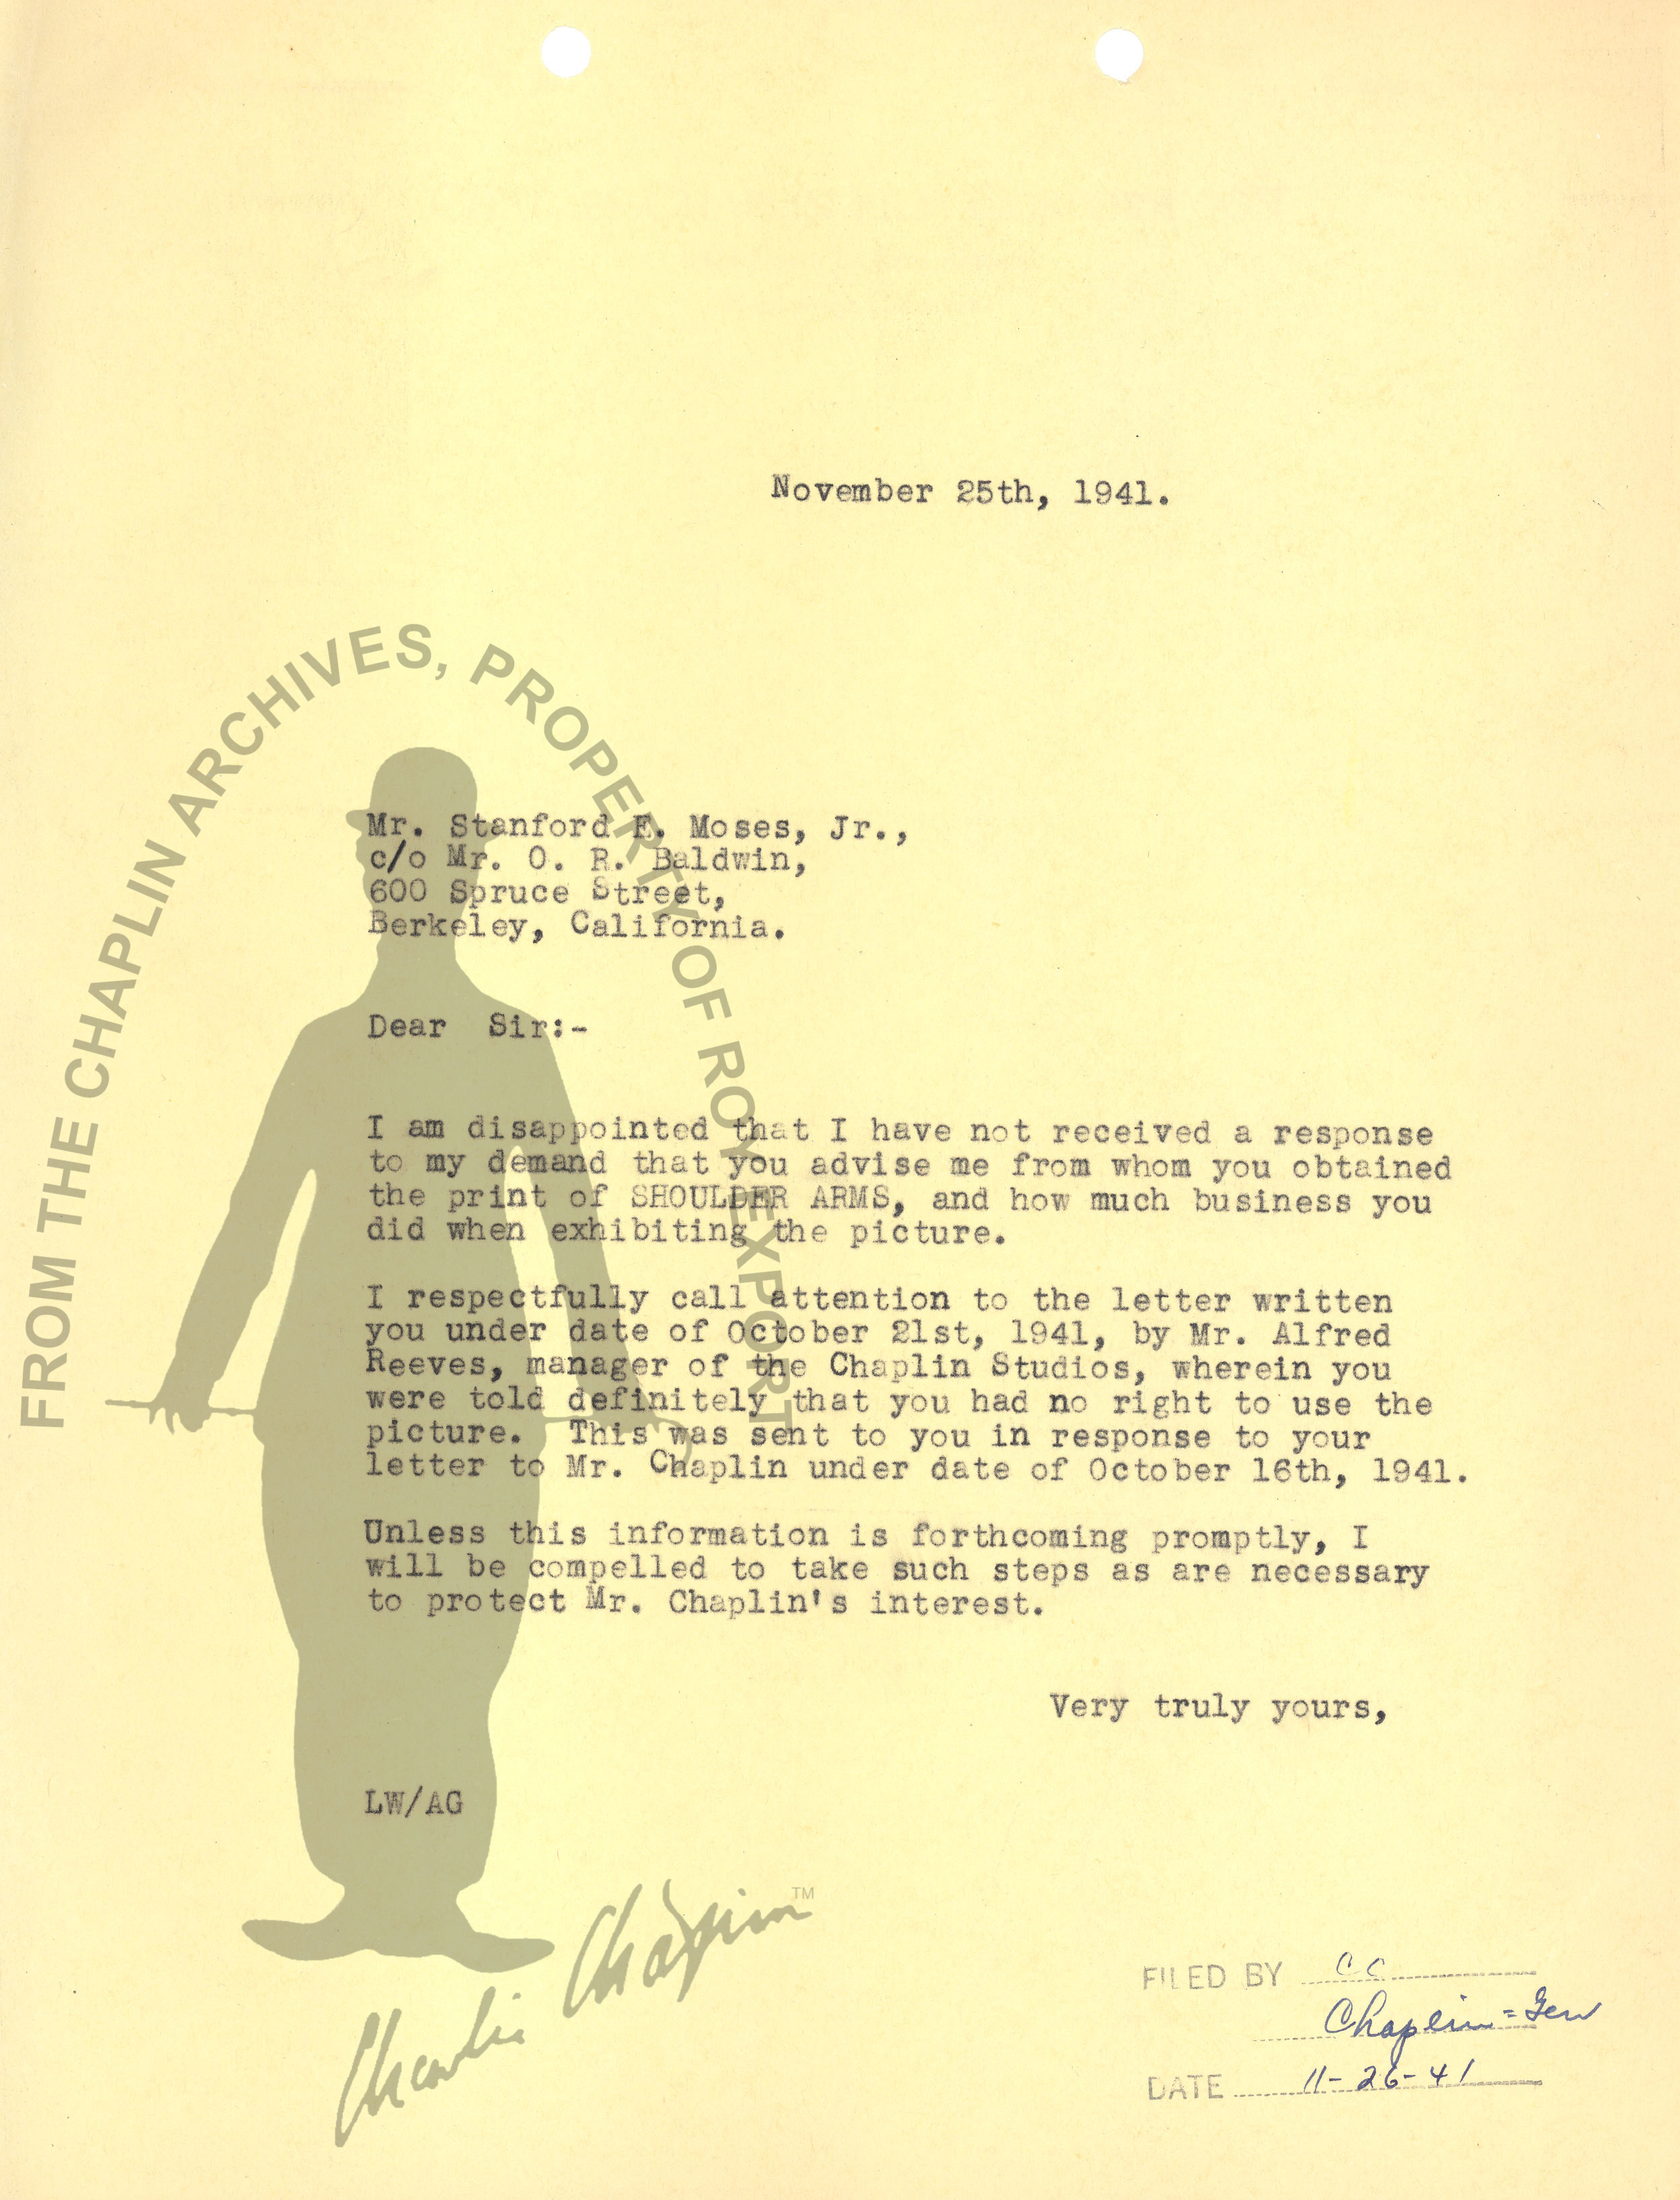 November 25th, 1941.
FROM THE CHAPLIN ARCHIVES, PROPERTY OF ROY EXPORT
Mr. Stanford E. Moses, Jr.,
c/o Mr. O. R. Baldwin,
600 Spruce Street,
Berkeley, California.
Dear Sir:-
I am disappointed that I have not received a response
to my demand that you advise me from whom you obtained
the print of SHOULDER ARMS, and how much business you
did when exhibiting the picture.
I respectfully call attention to the letter written
you under date of October 21st, 1941, by Mr. Alfred
Reeves, manager of the Chaplin Studios, wherein you
were told definitely that you had no right to use the
picture. This was sent to you in response to your
letter to Mr. Chaplin under date of October 16th, 1941.
Unless this information is forthcoming promptly, I
will be compelled to take such steps as are necessary
to protect Mr. Chaplin's interest.
Very truly yours,
LW/AG
Charlie Chaplin TM
FILED BY CC
Chaplin = Gen
DATE 11-26-41